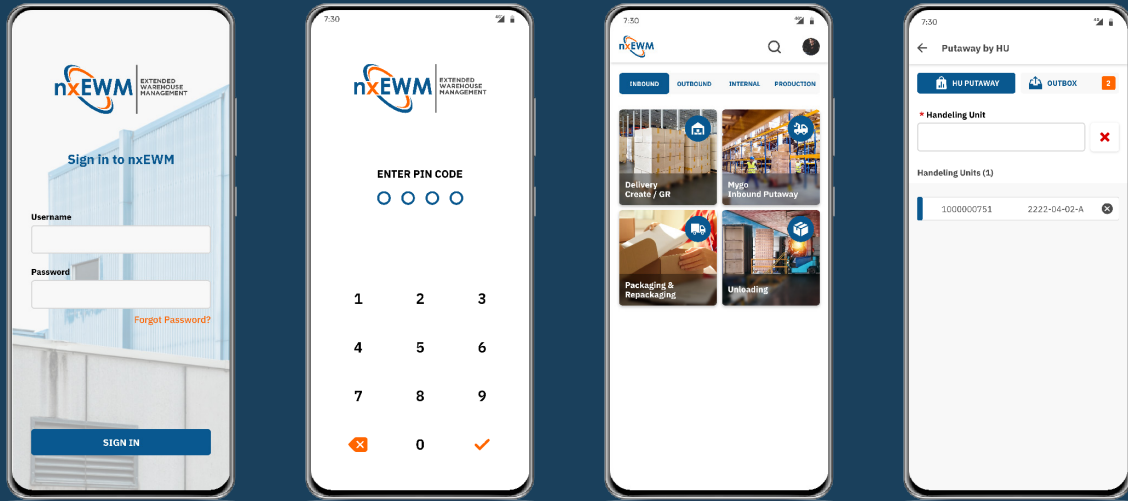 nxEWM
EXTENDED
WAREHOUSE
MANAGEMENT
Sign in to nxEWM
Username
Password
Forgot Password?
SIGN IN
7:30
nxEWM
EXTENDED
WAREHOUSE
MANAGEMENT
ENTER PIN CODE
1 2 3
4 5 6
7 8 9
0
7:30
nxEWM
INBOUND OUTBOUND INTERNAL PRODUCTION
Delivery
Create / GR
Mygo
Inbound Putaway
Packaging &
Repackaging
Unloading
7:30
Putaway by HU
HU PUTAWAY OUTBOX 2
* Handeling Unit
Handeling Units (1)
1000000751 2222-04-02-A